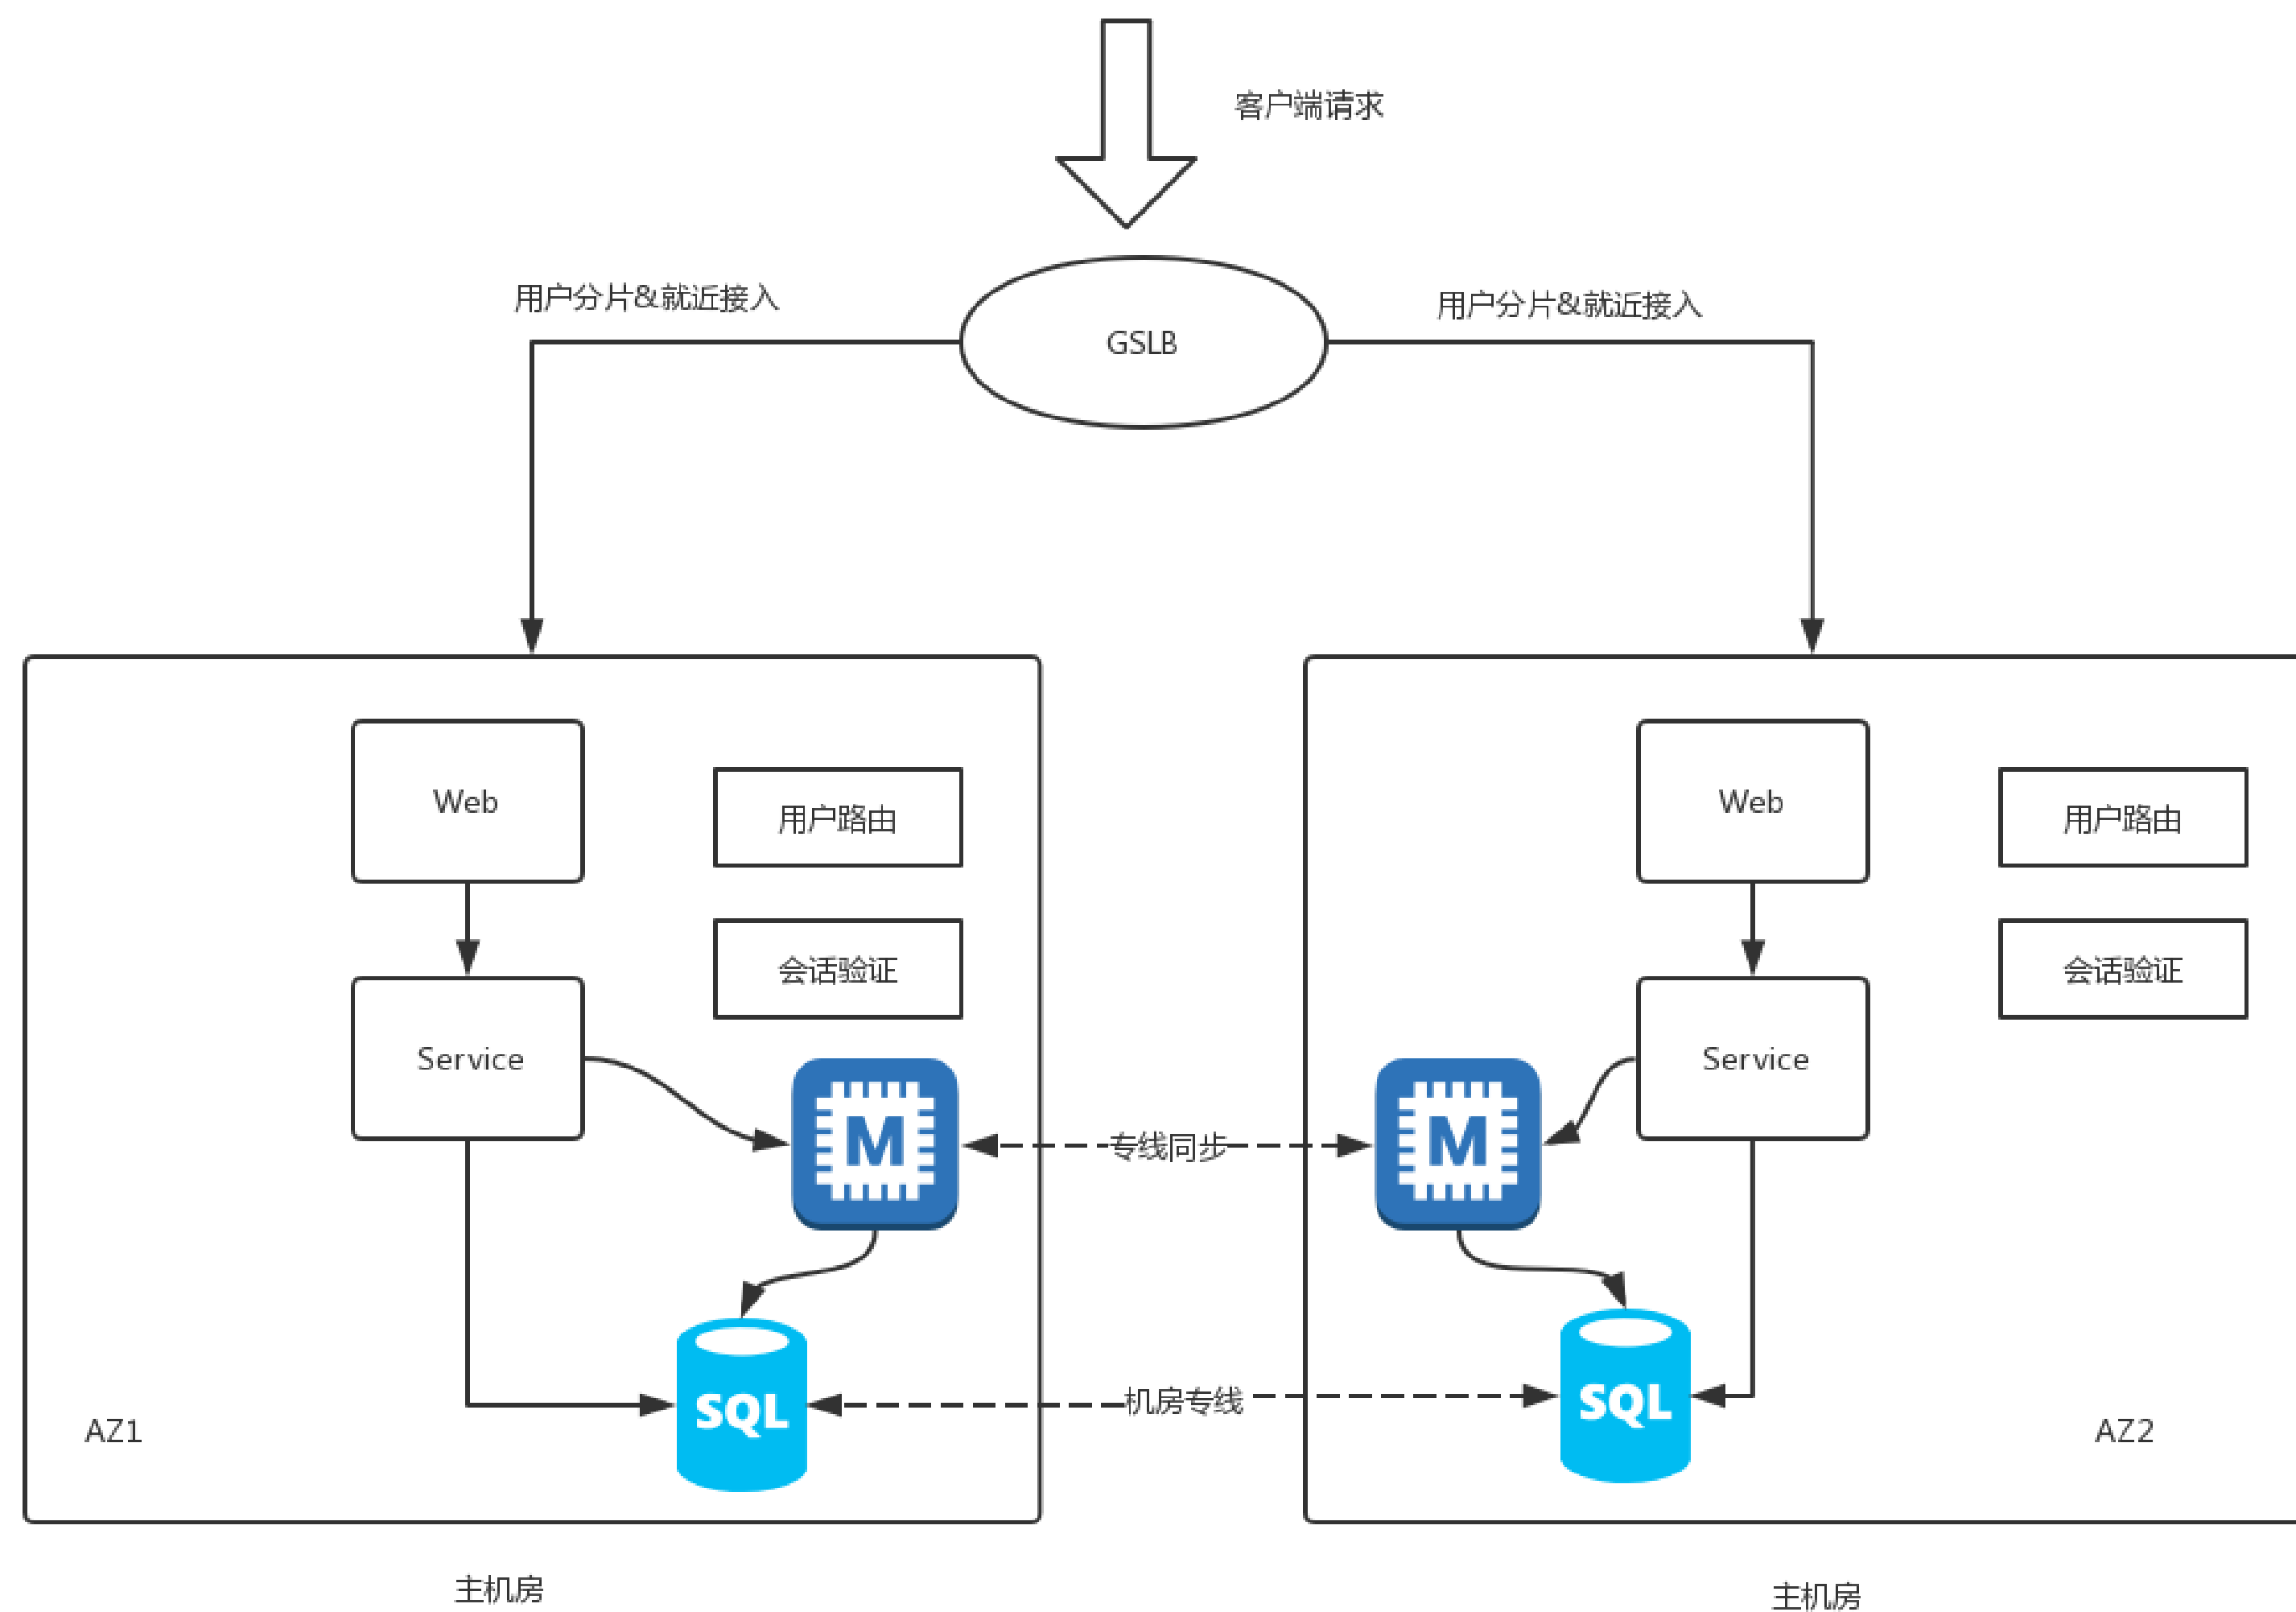 客户端请求
用户分片&就近接入
用户分片&就近接入
GSLB
Web
用户路由
会话验证
Service
M
SQL
AZ1
专线同步
机房专线
Web
用户路由
会话验证
Service
M
SQL
AZ2
主机房
主机房